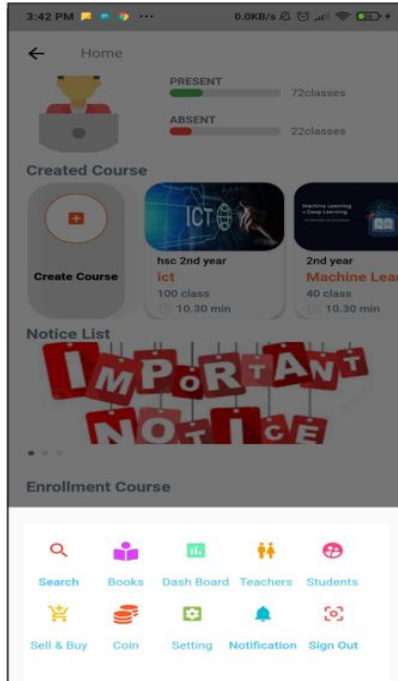 3:42 PM ... 0.0KB/s
Home
PRESENT
72classes
ABSENT
22classes
Created Course
ICT
Machine Learning
Deep Learning
Create Course
hsc 2nd year
ict
100 class
10.30 min
2nd year
Machine Lea
40 class
10.30 min
Notice List
IMPORTANT
NOTICE
Enrollment Course
Search Books Dash Board Teachers Students
Sell & Buy Coin Setting Notification Sign Out